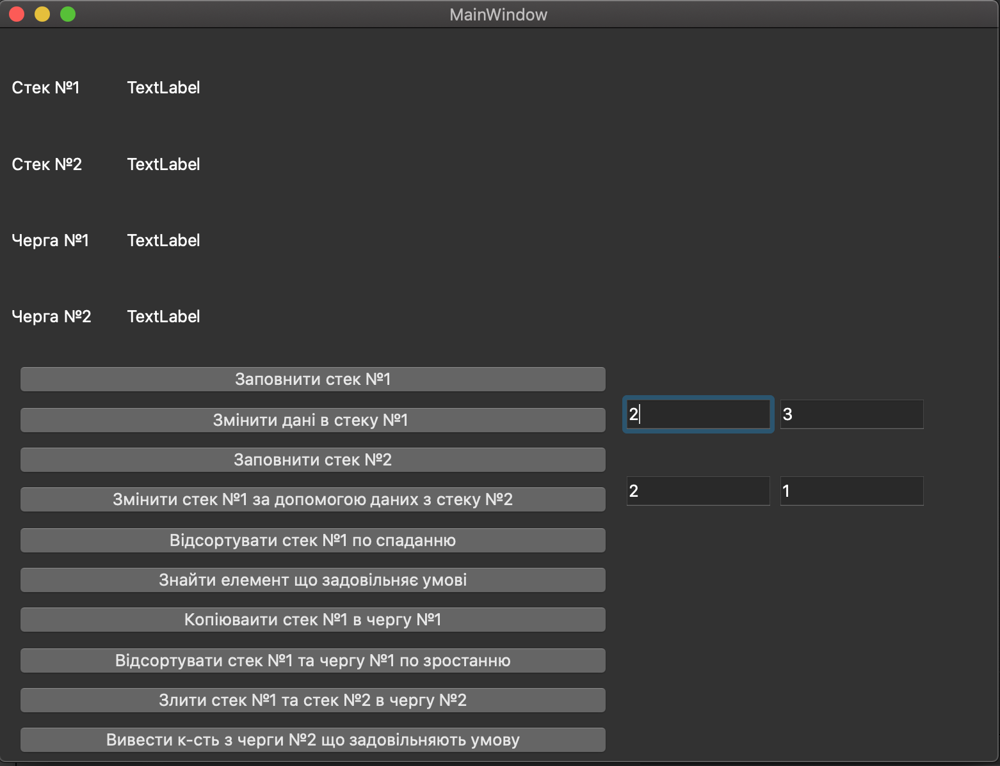 MainWindow
Стек №1 TextLabel
Стек №2 TextLabel
Черга №1 TextLabel
Черга №2 TextLabel
Заповнити стек №1
2 3
Змінити дані в стеку №1
Заповнити стек №2
2 1
Змінити стек №1 за допомогою даних з стеку №2
Відсортувати стек №1 по спаданню
Знайти елемент що задовільняє умові
Копіюваити стек №1 в чергу №1
Відсортувати стек №1 та чергу №1 по зростанню
Злити стек №1 та стек №2 в чергу №2
Вивести к-сть з черги №2 що задовільняють умову